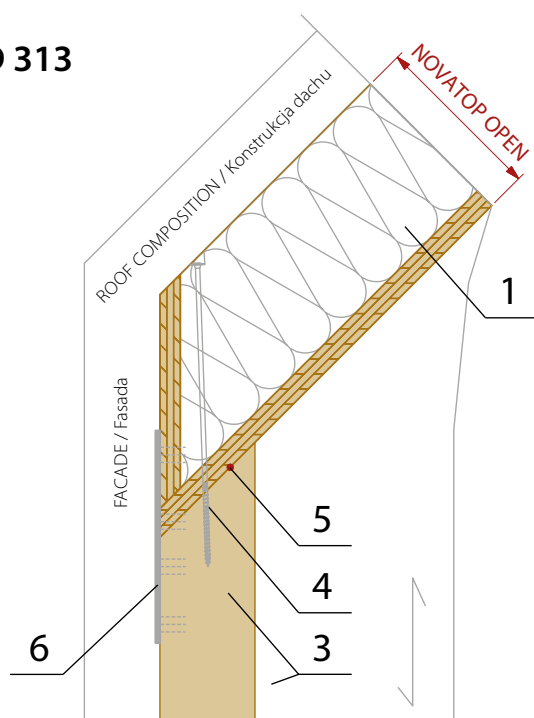 313
NOVATOP OPEN
ROOF COMPOSITION / Konstrukcja dachu
1
FACADE / Fasada
5
4
6
3